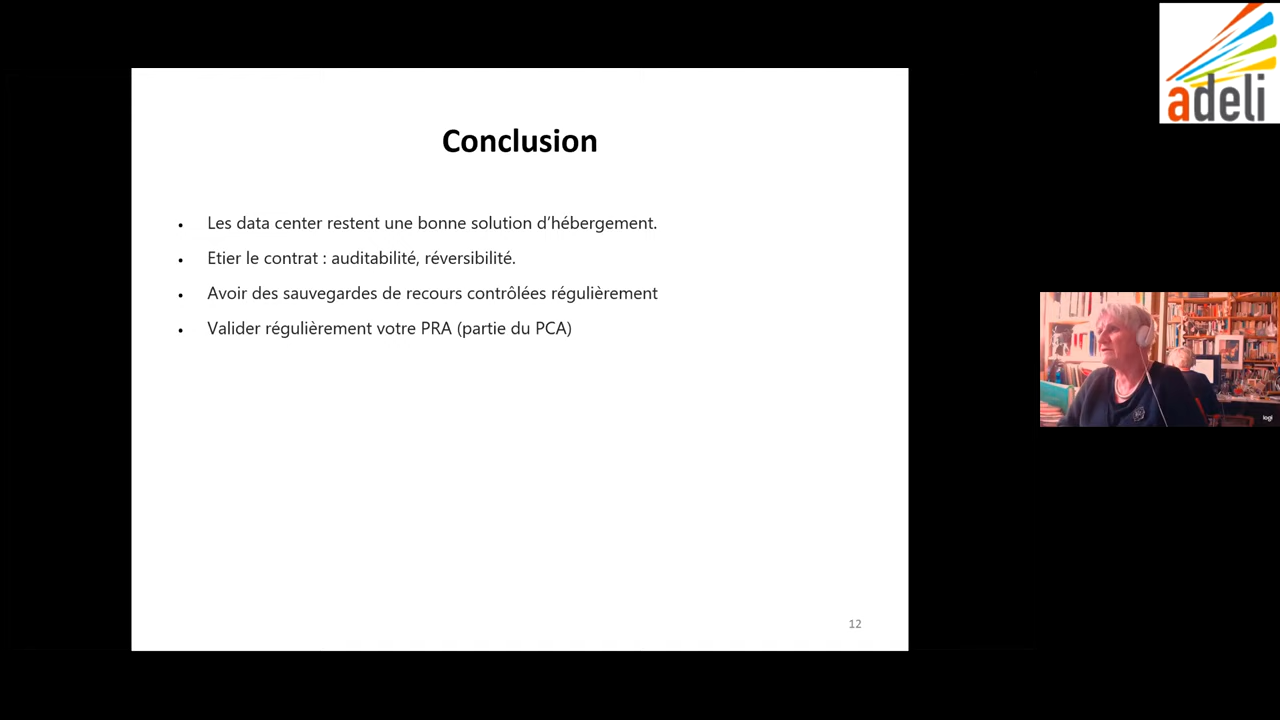 adeli
Conclusion
• Les data center restent une bonne solution d’hébergement.
• Etier le contrat : auditabilité, réversibilité.
• Avoir des sauvegardes de recours contrôlées régulièrement
• Valider régulièrement votre PRA (partie du PCA)
logi
12